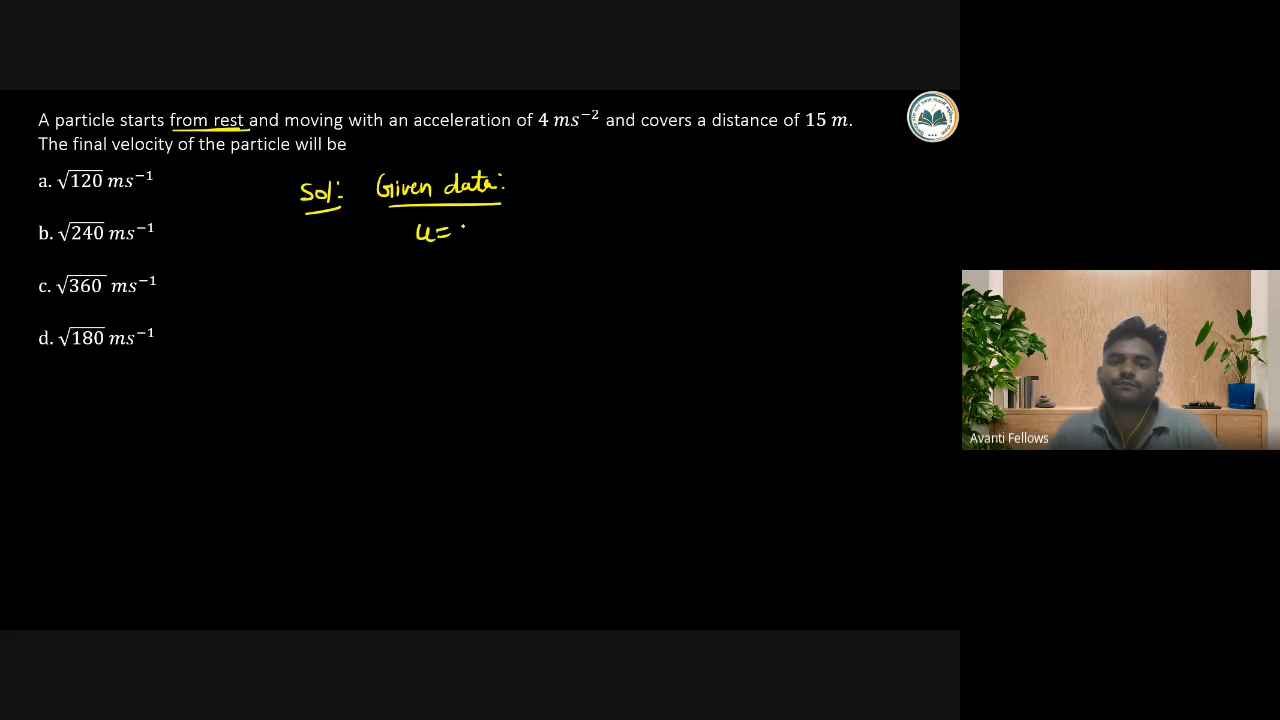 A particle starts from rest and moving with an acceleration of 4 ms⁻² and covers a distance of 15 m.
The final velocity of the particle will be
a. √120 ms⁻¹
b. √240 ms⁻¹
c. √360 ms⁻¹
d. √180 ms⁻¹
Sol: Given data:
u=
Avanti Fellows